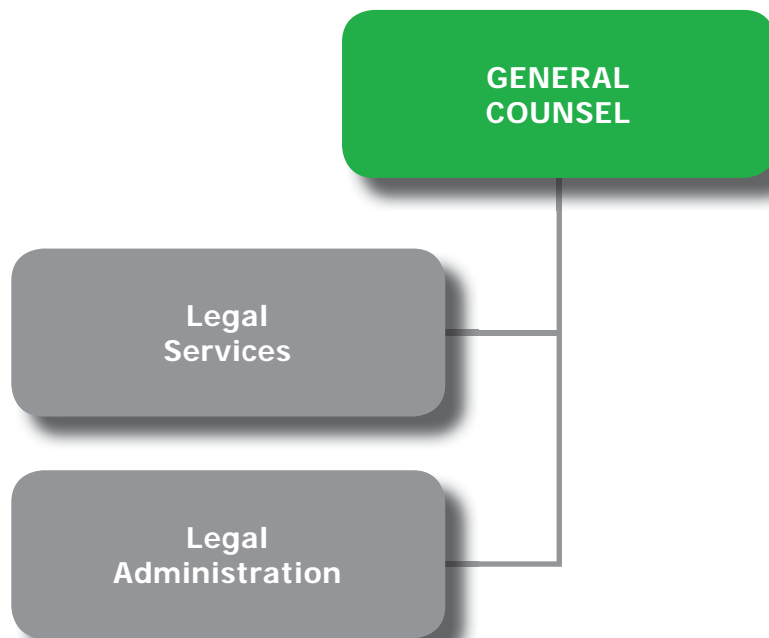 GENERAL
COUNSEL
Legal
Services
Legal
Administration